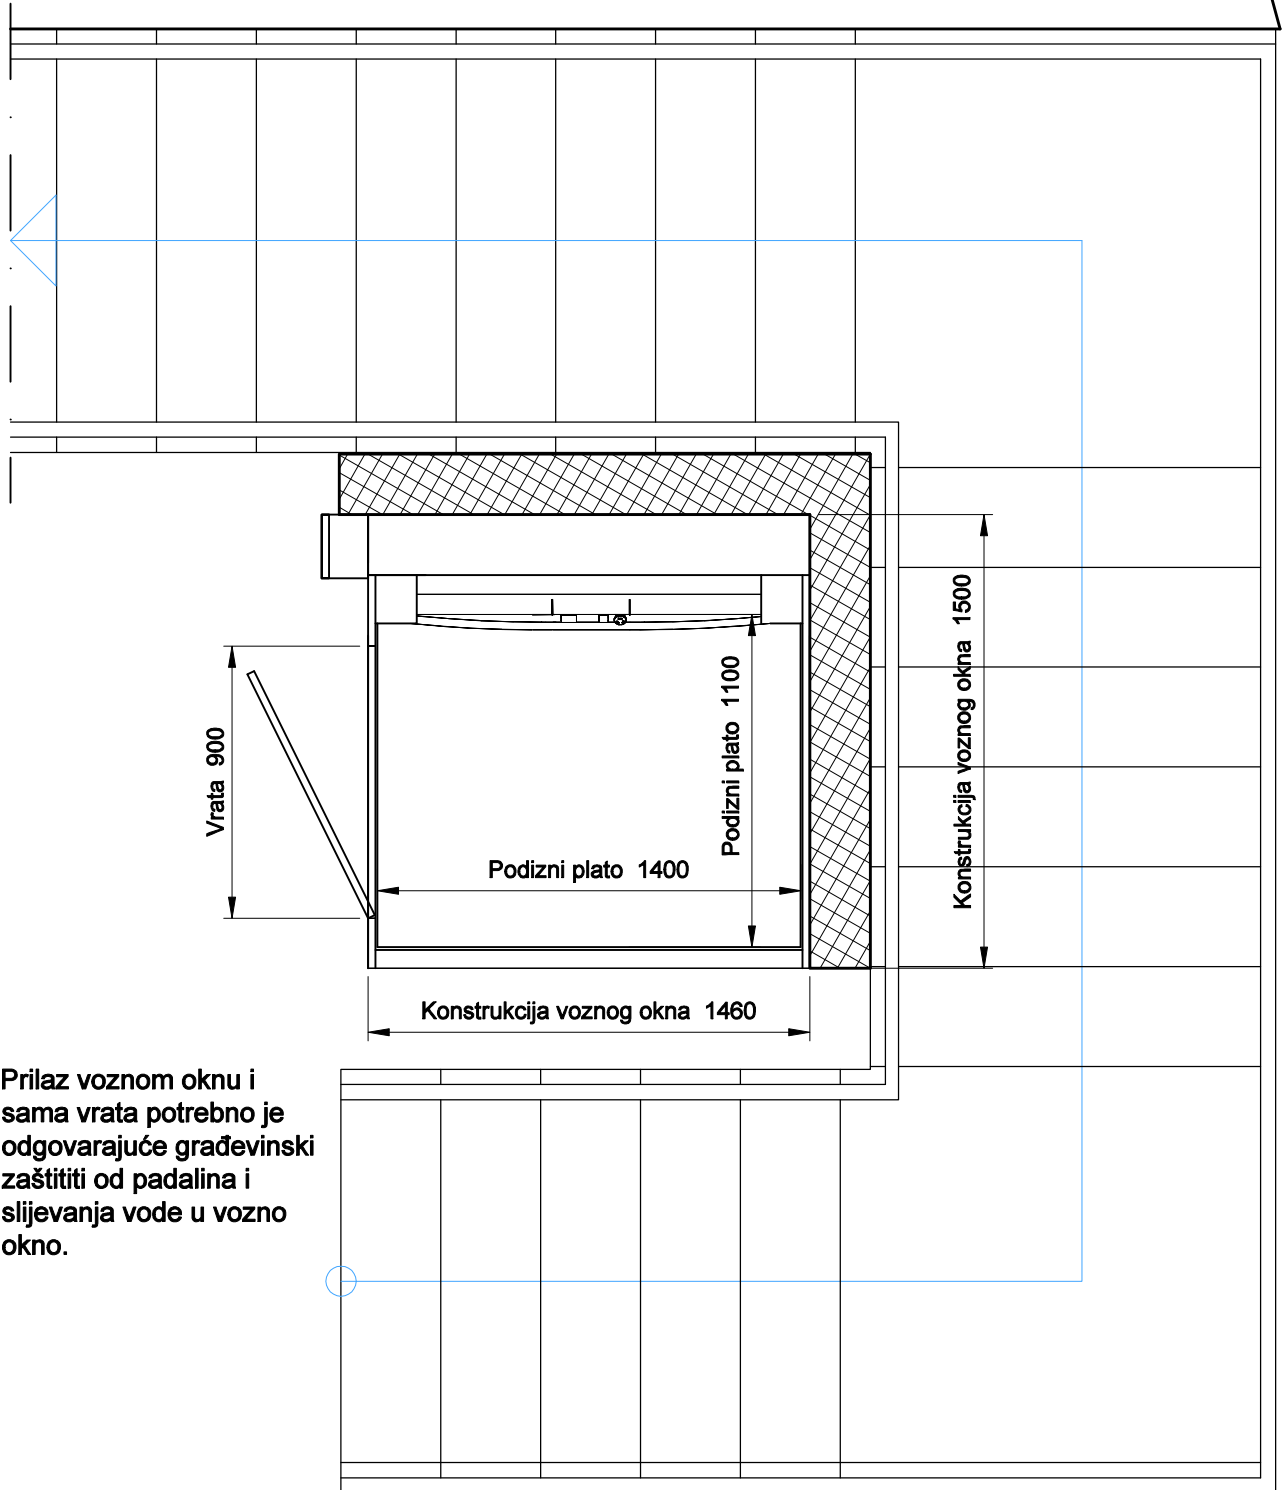 Konstrukcija voznog okna 1500
Podizni plato 1100
Vrata 900
Podizni plato 1400
Konstrukcija voznog okna 1460
Prilaz voznom oknu i
sama vrata potrebno je
odgovarajuće građevinski
zaštititi od padalina i
slijevanja vode u vozno
okno.